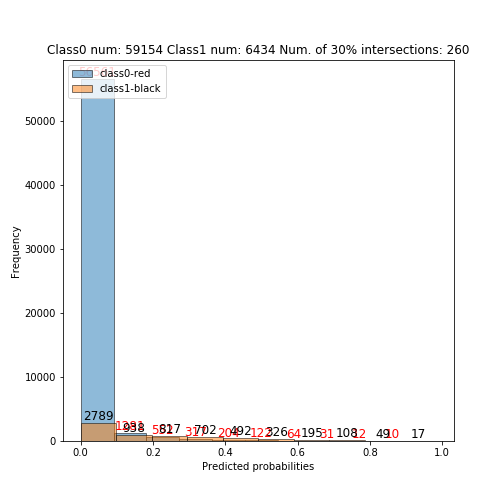 Class0 num: 59154 Class1 num: 6434 Num. of 30% intersections: 260
class0-red
class1-black
50000
40000
30000
20000
10000
0
Frequency
2789 938 817 317 702 204 492 122 326 64 195 31 108 12 49 10 17
0.0 0.2 0.4 0.6 0.8 1.0
Predicted probabilities